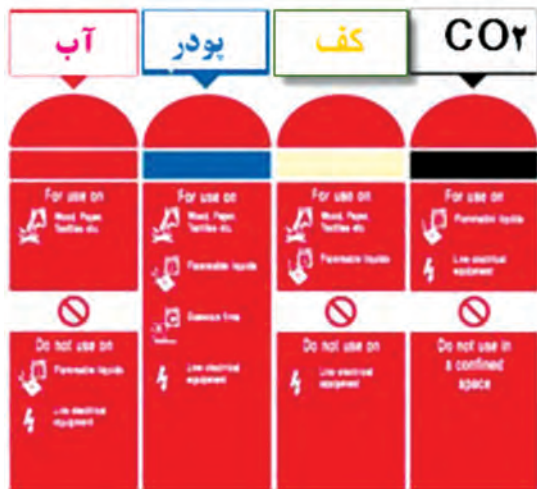 آب
پودر
کف
CO۲
For use on
Wood, Paper,
Textiles etc.
Do not use on
Flammable liquids
Live electrical
equipment
For use on
Wood, Paper,
Textiles etc.
Flammable liquids
Gaseous fires
Live electrical
equipment
For use on
Wood, Paper,
Textiles etc.
Flammable liquids
Do not use on
Live electrical
equipment
For use on
Flammable liquids
Live electrical
equipment
Do not use in
a confined
space